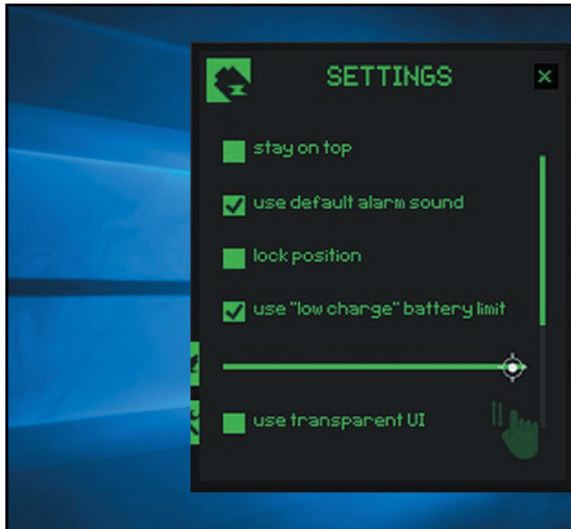 SETTINGS
stay on top
use default alarm sound
lock position
use "low charge" battery limit
use transparent UI